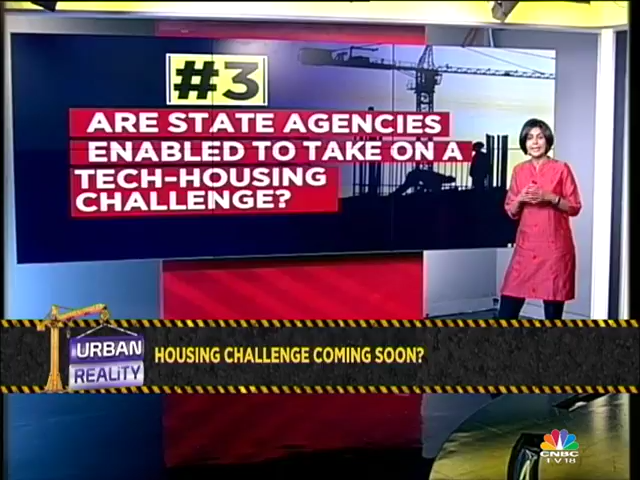 #3
ARE STATE AGENCIES
ENABLED TO TAKE ON A
TECH-HOUSING
CHALLENGE?
URBAN
REALITY
HOUSING CHALLENGE COMING SOON?
CNBC
TV18